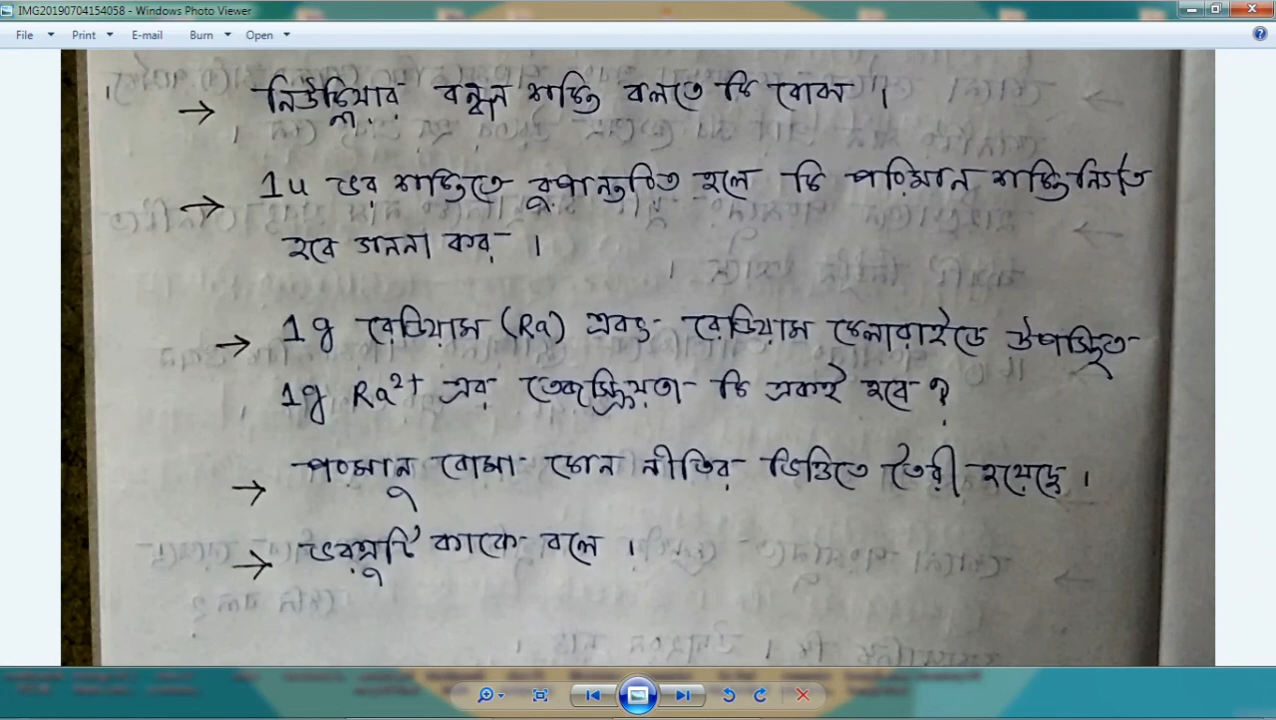 IMG20190704154058 - Windows Photo Viewer
File Print E-mail Burn Open
→ নিউক্লিয়ার বন্ধন শক্তি বলতে কি বোঝ ।
→ 1u ভর শক্তিতে রূপান্তরিত হলে কি পরিমান শক্তি নির্গত
হবে গননা কর ।
→ 1g রেডিয়াম (Ra) এবং রেডিয়াম ক্লোরাইডে উপস্থিত
1g Ra2+ এর তেজস্ক্রিয়তা কি একই হবে ?
→ পরমানু বোমা কোন নীতির ভিত্তিতে তৈরী হয়েছে ।
→ ভরত্রুটি কাকে বলে ।